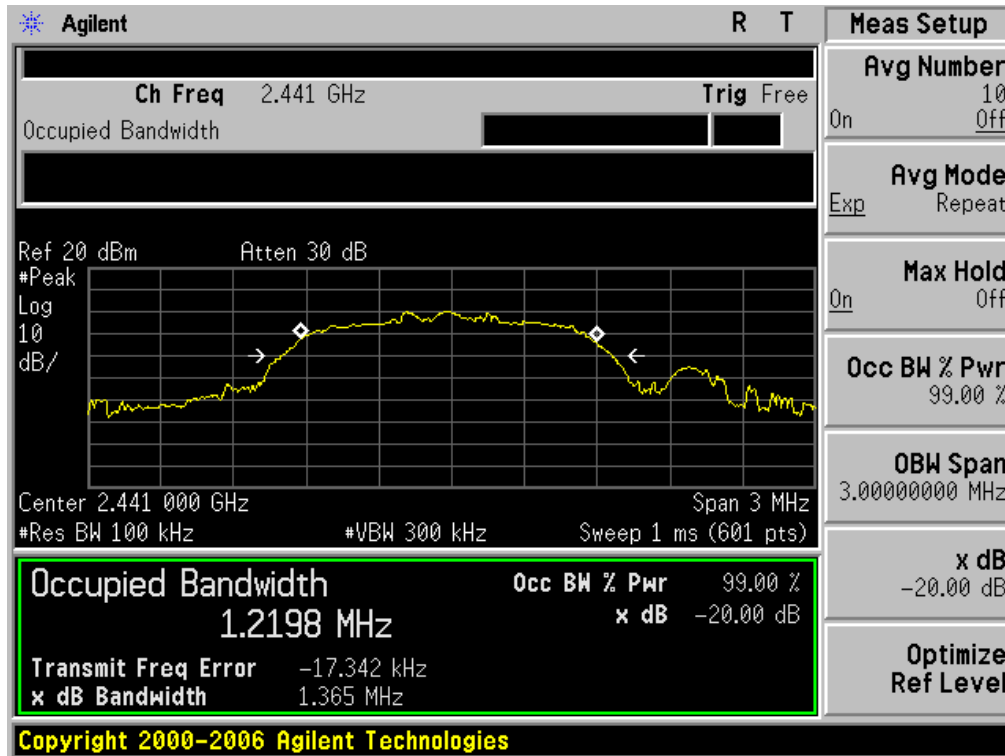 Agilent R T
Ch Freq 2.441 GHz Trig Free
Occupied Bandwidth
Ref 20 dBm Atten 30 dB
#Peak
Log
10
dB/
Center 2.441 000 GHz Span 3 MHz
#Res BW 100 kHz #VBW 300 kHz Sweep 1 ms (601 pts)
Occupied Bandwidth Occ BW % Pwr 99.00 %
1.2198 MHz x dB -20.00 dB
Transmit Freq Error -17.342 kHz
x dB Bandwidth 1.365 MHz
Copyright 2000-2006 Agilent Technologies
Meas Setup
Avg Number
10
On Off
Avg Mode
Exp Repeat
Max Hold
On Off
Occ BW % Pwr
99.00 %
OBW Span
3.00000000 MHz
x dB
-20.00 dB
Optimize
Ref Level